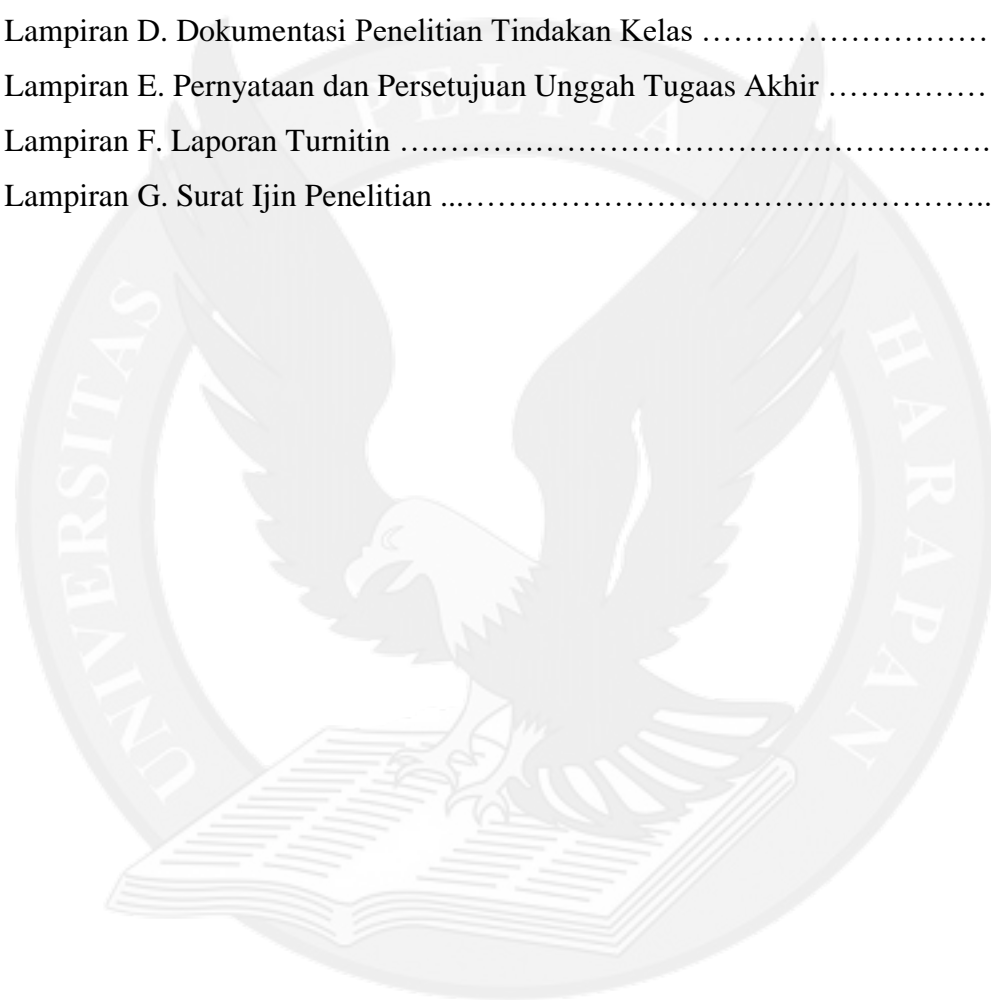 Lampiran D. Dokumentasi Penelitian Tindakan Kelas ………………………
Lampiran E. Pernyataan dan Persetujuan Unggah Tugaas Akhir ……………
Lampiran F. Laporan Turnitin ….…………………………………………….
Lampiran G. Surat Ijin Penelitian ...…………………………………………..
UNIVERSITAS PELITA HARAPAN